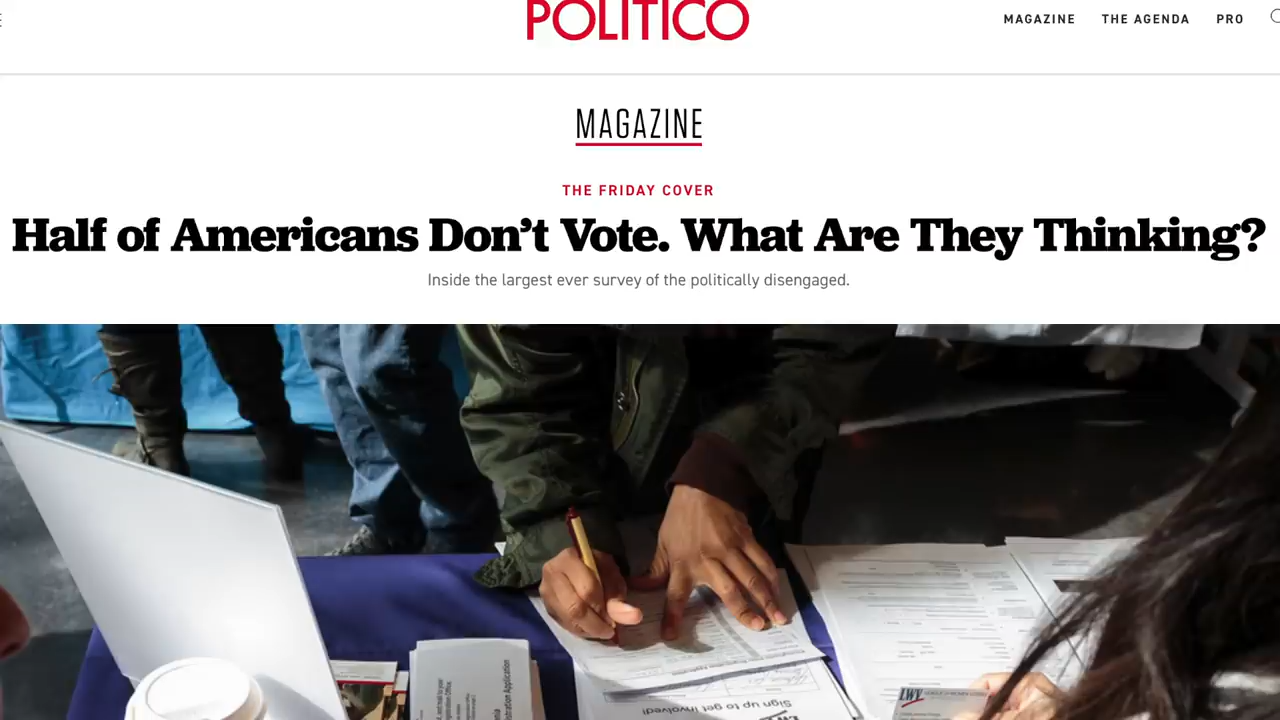 POLITICO
MAGAZINE THE AGENDA PRO
MAGAZINE
THE FRIDAY COVER
Half of Americans Don’t Vote. What Are They Thinking?
Inside the largest ever survey of the politically disengaged.
Sign up to get involved!
LWV